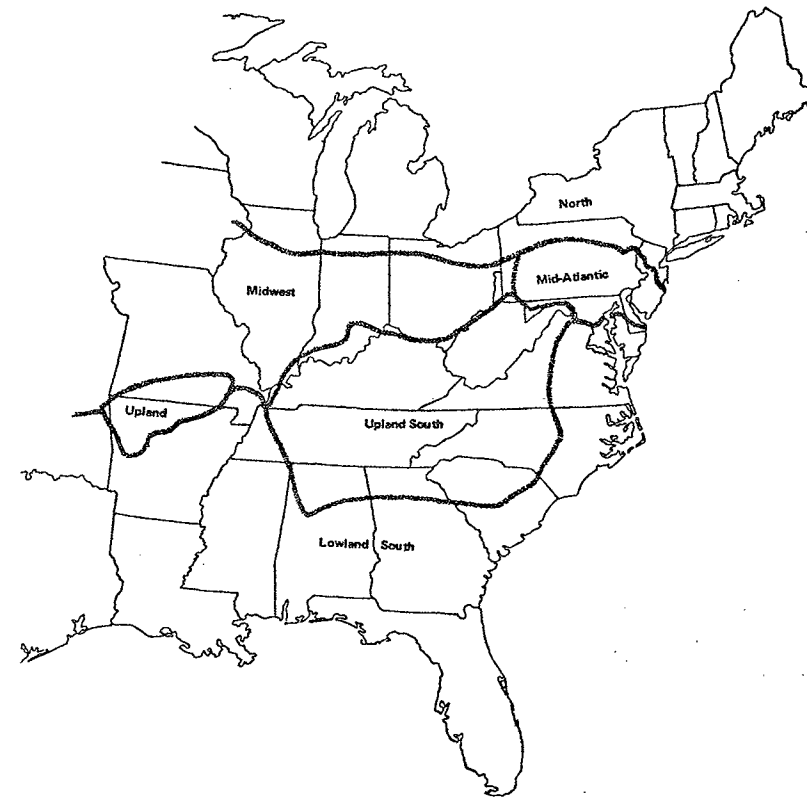 North
Mid-Atlantic
Midwest
Upland
Upland South
Lowland South